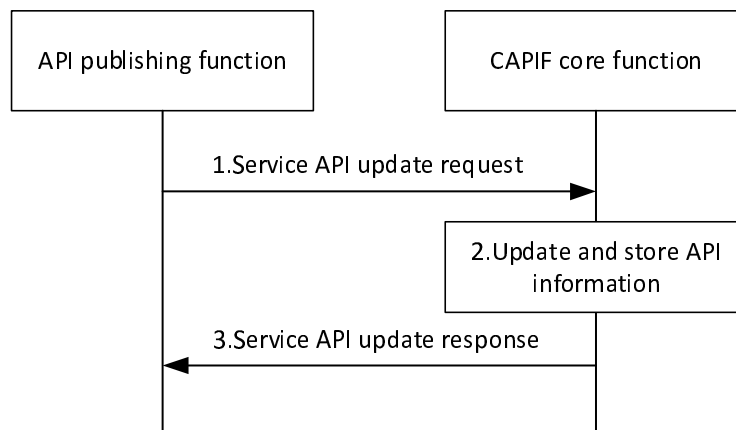 API publishing function
CAPIF core function
1.Service API update request
2.Update and store API
information
3.Service API update response